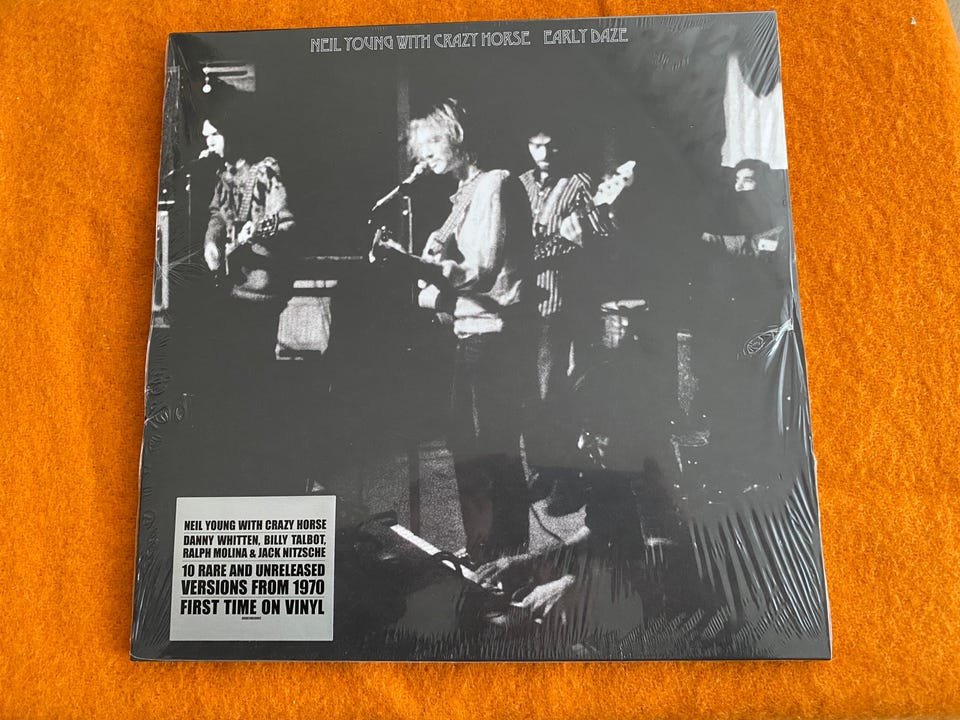 NEIL YOUNG WITH CRAZY HORSE EARLY DAZE
NEIL YOUNG WITH CRAZY HORSE
DANNY WHITTEN, BILLY TALBOT,
RALPH MOLINA & JACK NITZSCHE
10 RARE AND UNRELEASED
VERSIONS FROM 1970
FIRST TIME ON VINYL